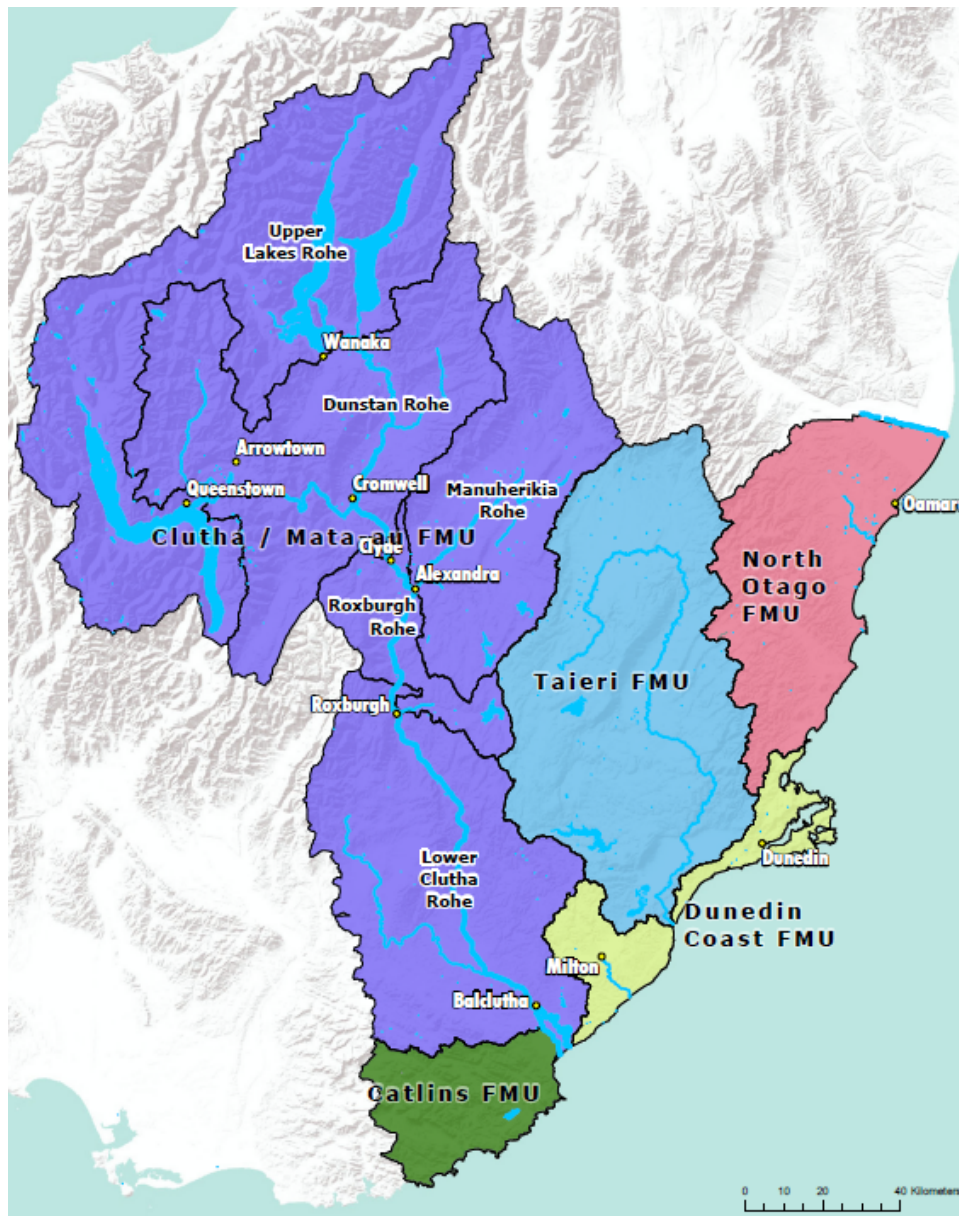 Upper
Lakes Rohe
Wanaka
Dunstan Rohe
Arrowtown
Cromwell
Queenstown
Manuherikia
Rohe
Oamar
Clutha / Mata-au FMU
Clyde
North
Otago
FMU
Alexandra
Roxburgh
Rohe
Taieri FMU
Roxburgh
Lower
Clutha
Rohe
Dunedin
Dunedin
Coast FMU
Milton
Balclutha
Catlins FMU
0 10 20 40 Kilometers